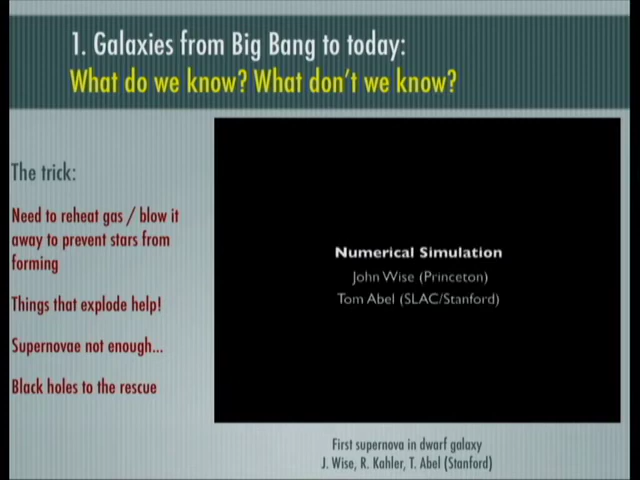 1. Galaxies from Big Bang to today:
What do we know? What don't we know?
The trick:
Need to reheat gas / blow it
away to prevent stars from
forming
Things that explode help!
Supernovae not enough...
Black holes to the rescue
Numerical Simulation
John Wise (Princeton)
Tom Abel (SLAC/Stanford)
First supernova in dwarf galaxy
J. Wise, R. Kahler, T. Abel (Stanford)